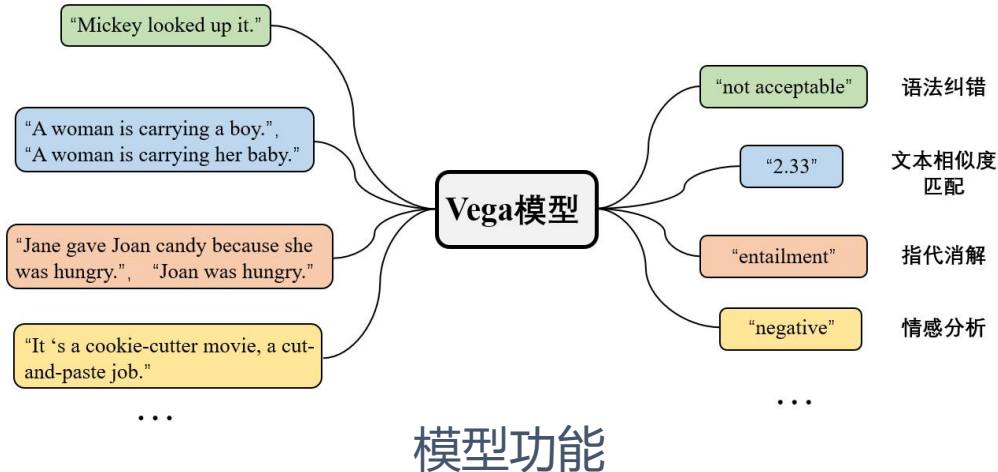 “Mickey looked up it.”
“A woman is carrying a boy.”,
“A woman is carrying her baby.”
“Jane gave Joan candy because she
was hungry.”， “Joan was hungry.”
“It ‘s a cookie-cutter movie, a cut-
and-paste job.”
...
Vega模型
“not acceptable”
语法纠错
“2.33”
文本相似度
匹配
“entailment”
指代消解
“negative”
情感分析
...
模型功能